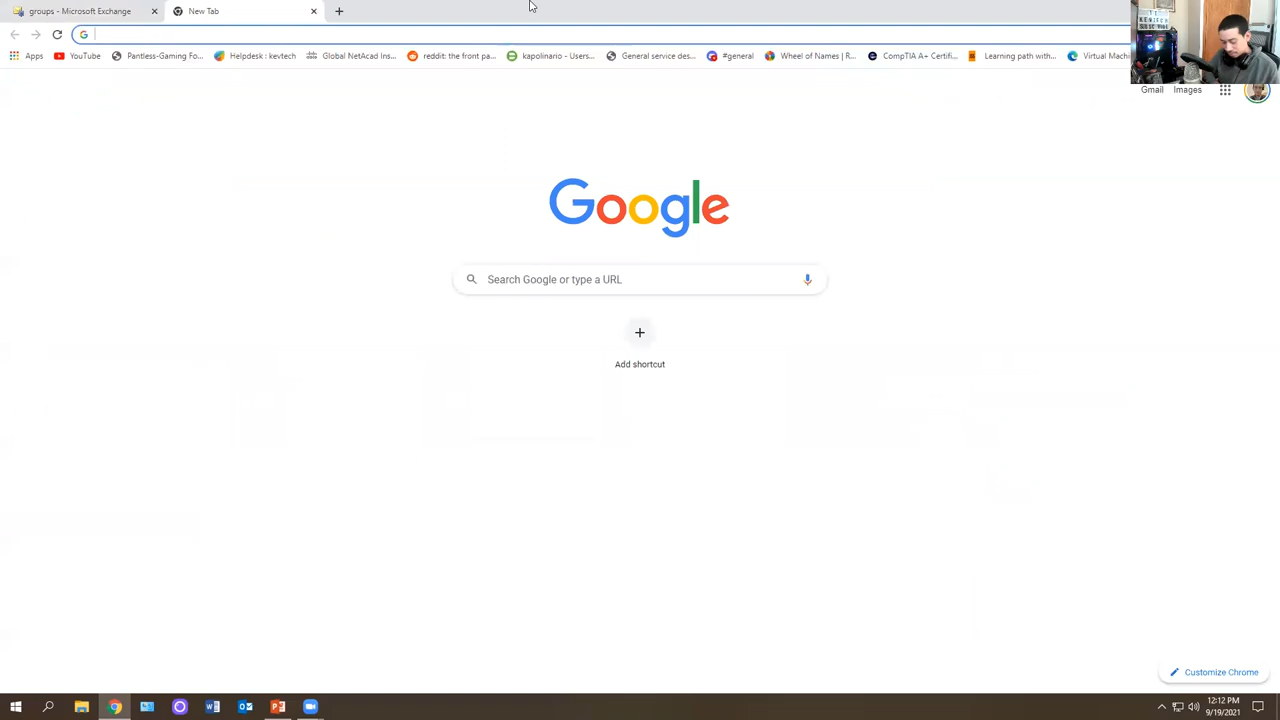 groups - Microsoft Exchange
New Tab
Apps
YouTube
Pantless-Gaming Fo...
Helpdesk : kevtech
Global NetAcad Ins...
reddit: the front pa...
kapolinario - Users...
General service des...
#general
Wheel of Names | R...
CompTIA A+ Certifi...
Learning path with...
Virtual Machi
Gmail
Images
Google
Search Google or type a URL
Add shortcut
Customize Chrome
12:12 PM
9/19/2021